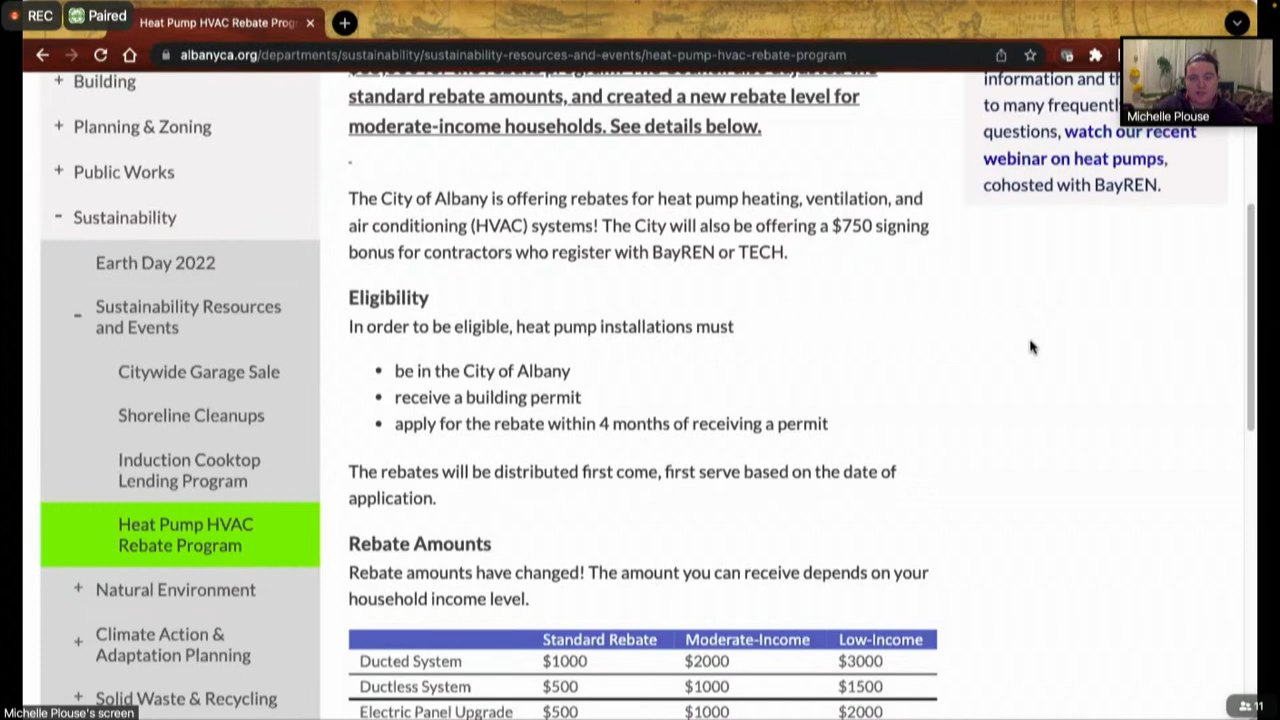 REC
Paired
Heat Pump HVAC Rebate Prog
albanyca.org/departments/sustainability/sustainability-resources-and-events/heat-pump-hvac-rebate-program
Michelle Plouse
Building
Planning & Zoning
Public Works
Sustainability
Earth Day 2022
Sustainability Resources
and Events
Citywide Garage Sale
Shoreline Cleanups
Induction Cooktop
Lending Program
Heat Pump HVAC
Rebate Program
Natural Environment
Climate Action &
Adaptation Planning
Solid Waste & Recycling
standard rebate amounts, and created a new rebate level for
moderate-income households. See details below.
.
The City of Albany is offering rebates for heat pump heating, ventilation, and
air conditioning (HVAC) systems! The City will also be offering a $750 signing
bonus for contractors who register with BayREN or TECH.
Eligibility
In order to be eligible, heat pump installations must
• be in the City of Albany
• receive a building permit
• apply for the rebate within 4 months of receiving a permit
The rebates will be distributed first come, first serve based on the date of
application.
Rebate Amounts
Rebate amounts have changed! The amount you can receive depends on your
household income level.
Standard Rebate Moderate-Income Low-Income
Ducted System $1000 $2000 $3000
Ductless System $500 $1000 $1500
Electric Panel Upgrade $500 $1000 $2000
information and
to many
questions, watch our recent
webinar on heat pumps,
cohosted with BayREN.
Michelle Plouse's screen
11